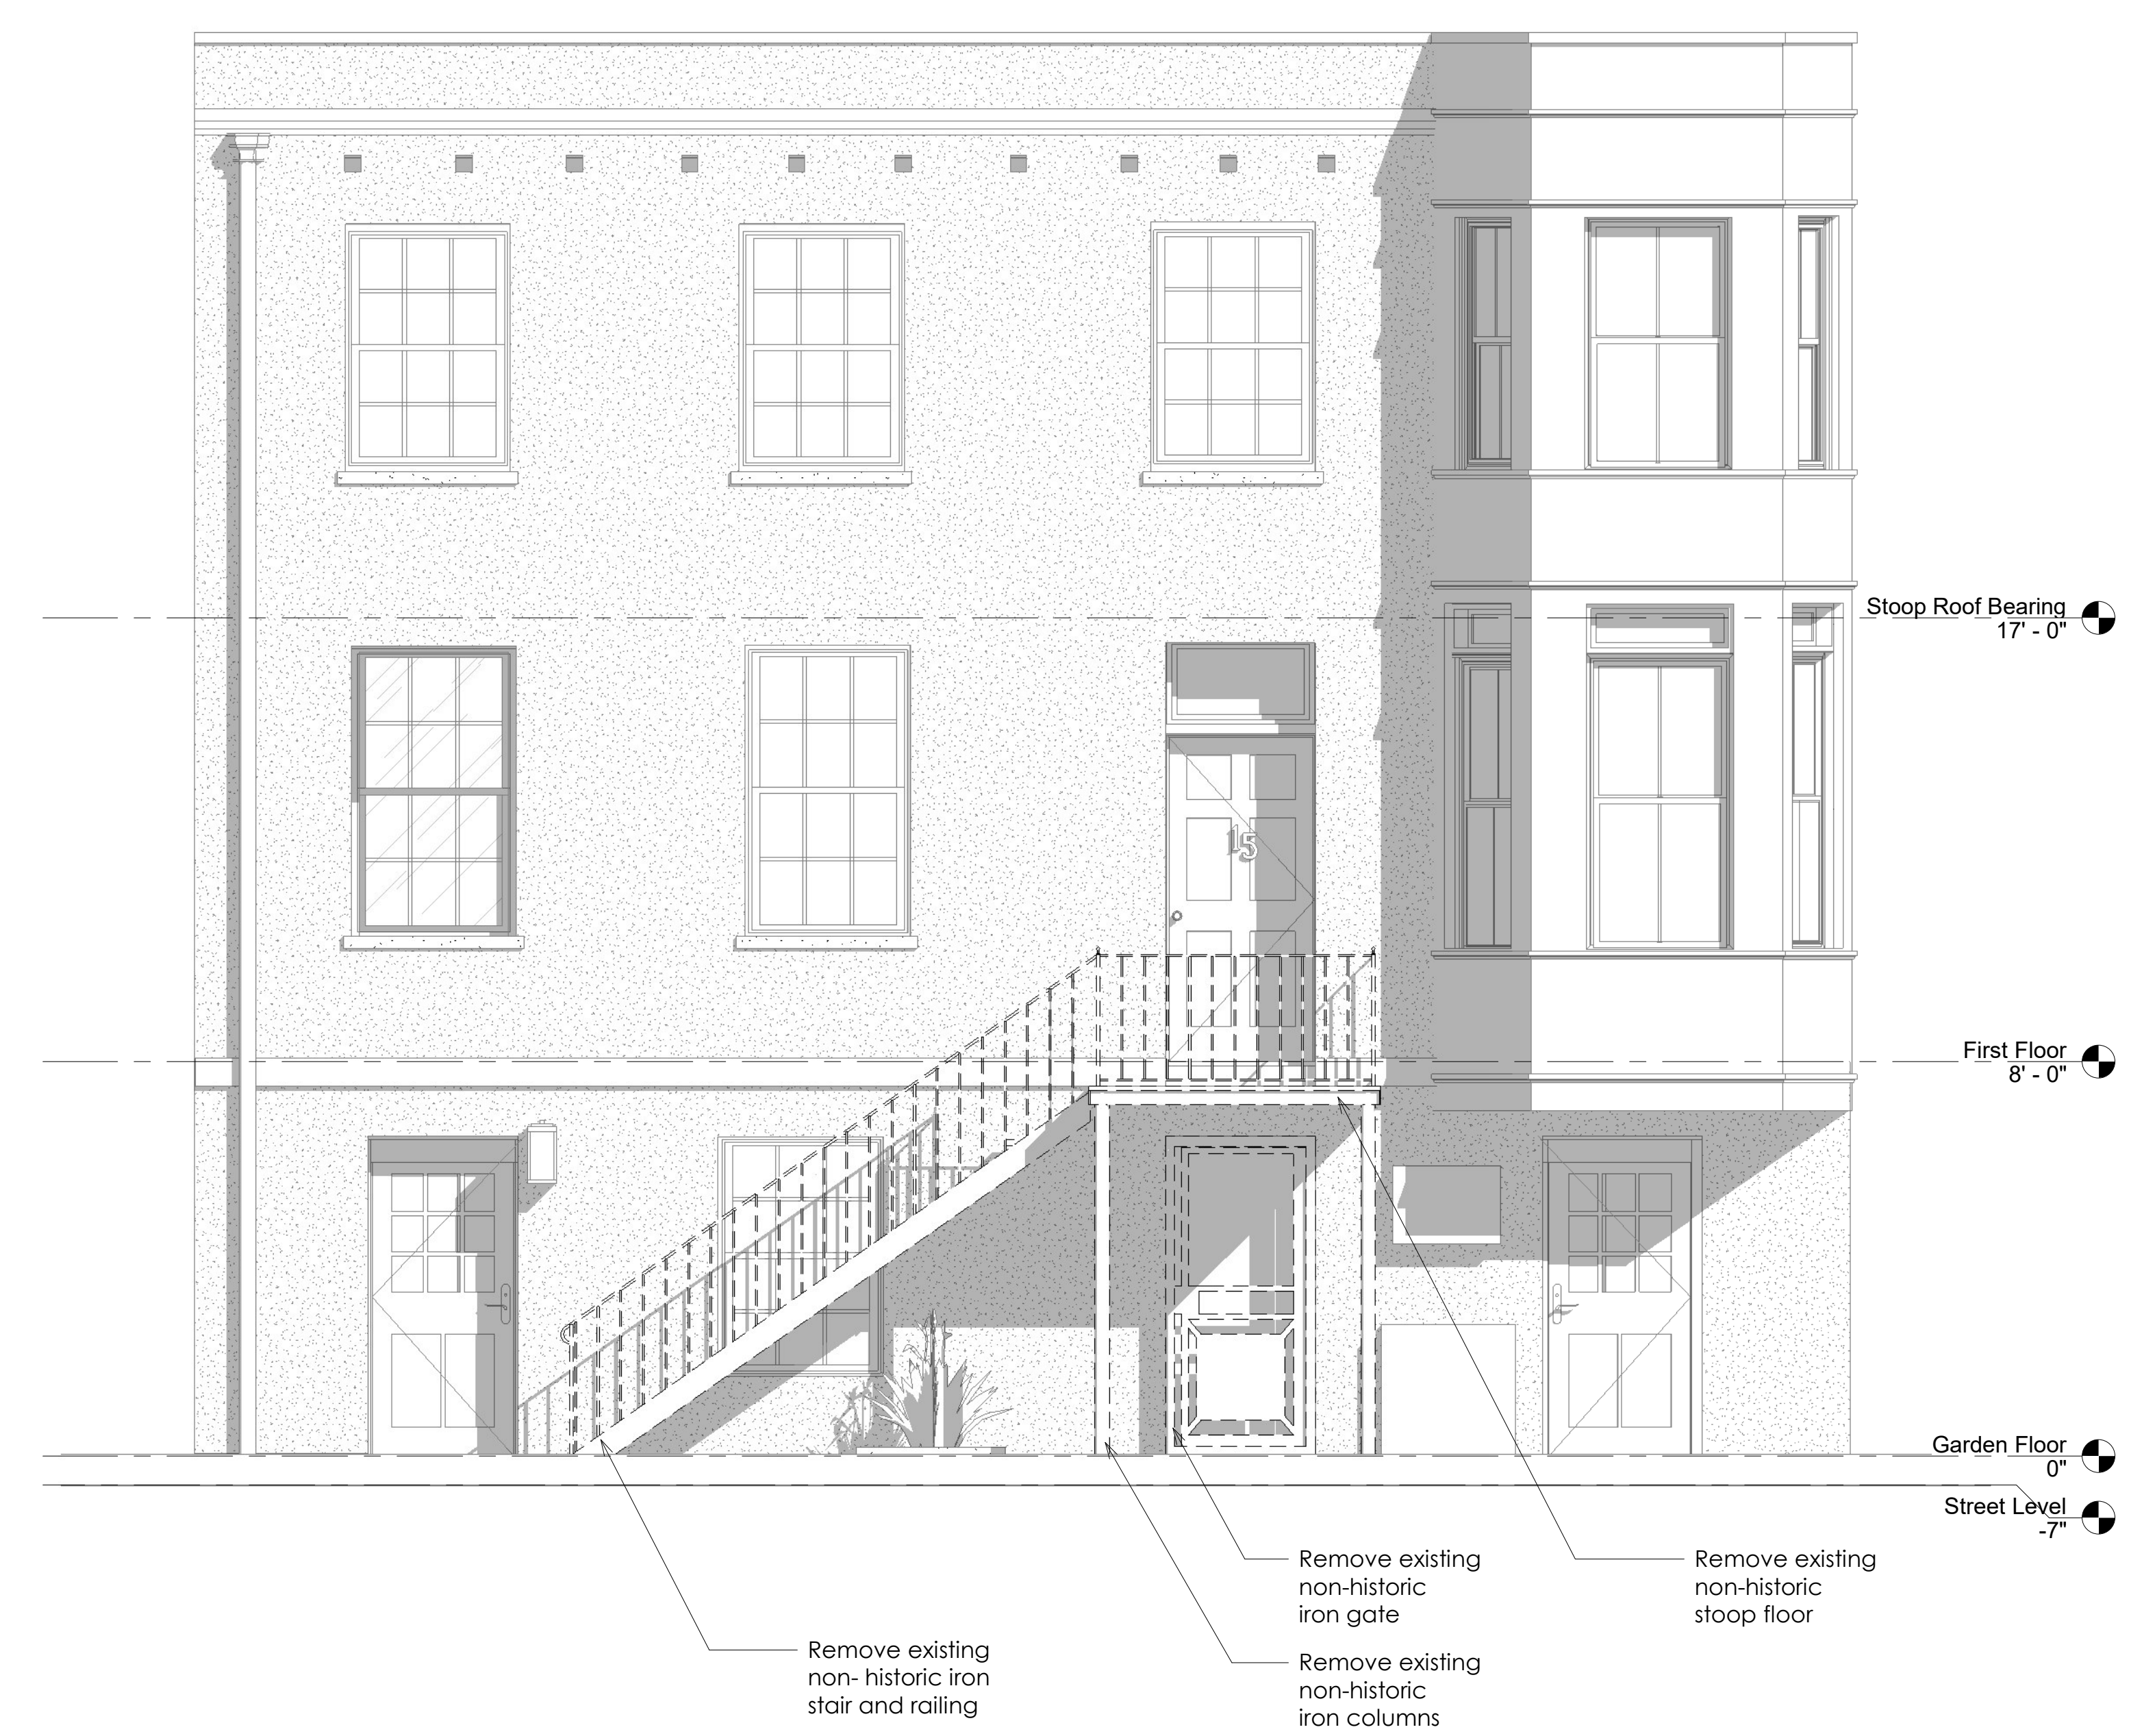 Stoop Roof Bearing
17' - 0"
15
First Floor
8' - 0"
Garden Floor
0"
Street Level
-7"
Remove existing
non-historic
iron gate
Remove existing
non-historic
stoop floor
Remove existing
non- historic iron
stair and railing
Remove existing
non-historic
iron columns